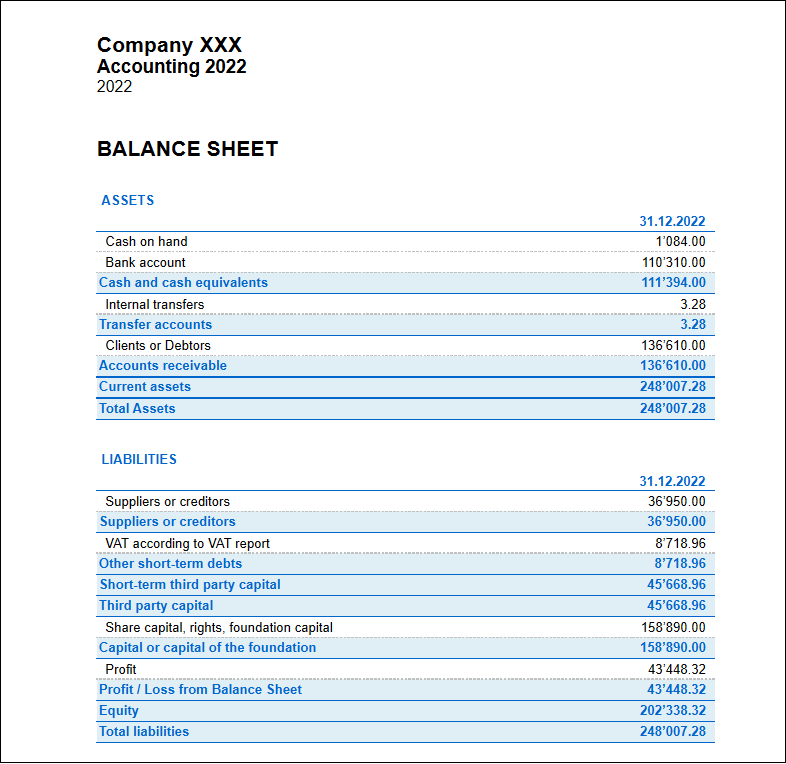 Company XXX
Accounting 2022
2022
BALANCE SHEET
ASSETS
31.12.2022
Cash on hand 1’084.00
Bank account 110’310.00
Cash and cash equivalents 111’394.00
Internal transfers 3.28
Transfer accounts 3.28
Clients or Debtors 136’610.00
Accounts receivable 136’610.00
Current assets 248’007.28
Total Assets 248’007.28
LIABILITIES
31.12.2022
Suppliers or creditors 36’950.00
Suppliers or creditors 36’950.00
VAT according to VAT report 8’718.96
Other short-term debts 8’718.96
Short-term third party capital 45’668.96
Third party capital 45’668.96
Share capital, rights, foundation capital 158’890.00
Capital or capital of the foundation 158’890.00
Profit 43’448.32
Profit / Loss from Balance Sheet 43’448.32
Equity 202’338.32
Total liabilities 248’007.28